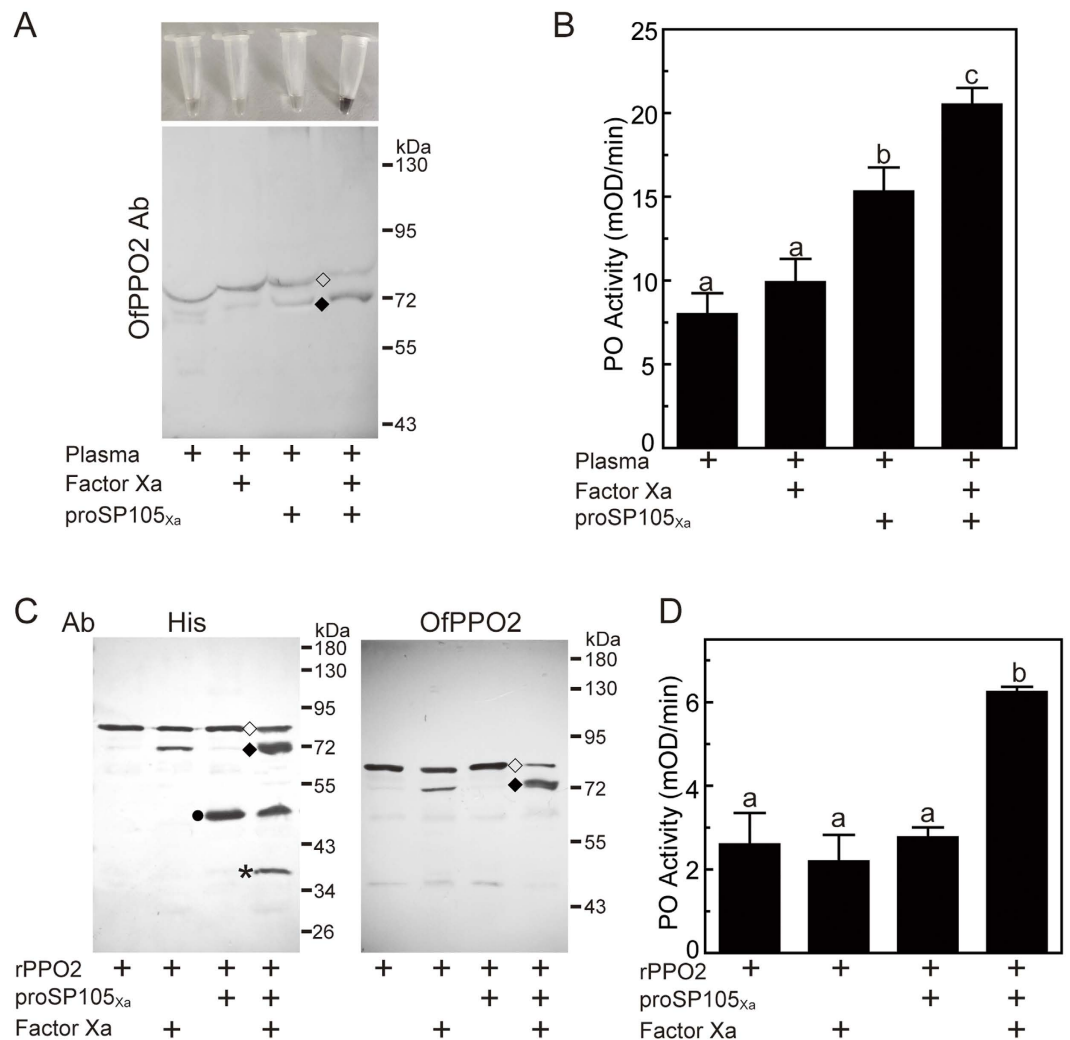 A
kDa
130
95
72
55
43
OfPPO2 Ab
Plasma + + + +
Factor Xa + +
proSP105Xa + +
B
25
20
15
10
5
0
PO Activity (mOD/min)
a
a
b
c
Plasma + + + +
Factor Xa + +
proSP105Xa + +
C
Ab His OfPPO2
kDa
180
130
95
72
55
43
34
26
*
kDa
180
130
95
72
55
43
rPPO2 + + + + + + + +
proSP105Xa + + + +
Factor Xa + + + +
D
6
4
2
0
PO Activity (mOD/min)
a
a
a
b
rPPO2 + + + +
proSP105Xa + +
Factor Xa + +